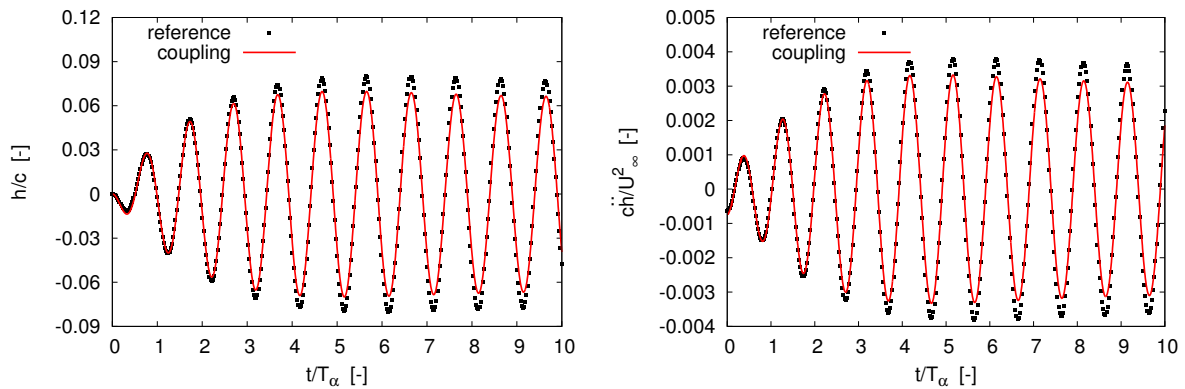 0.12
0.09
0.06
0.03
0
-0.03
-0.06
-0.09
h/c [-]
reference
coupling
0 1 2 3 4 5 6 7 8 9 10
t/Tα [-]
0.005
0.004
0.003
0.002
0.001
0
-0.001
-0.002
-0.003
-0.004
cḧ/U²∞ [-]
reference
coupling
0 1 2 3 4 5 6 7 8 9 10
t/Tα [-]